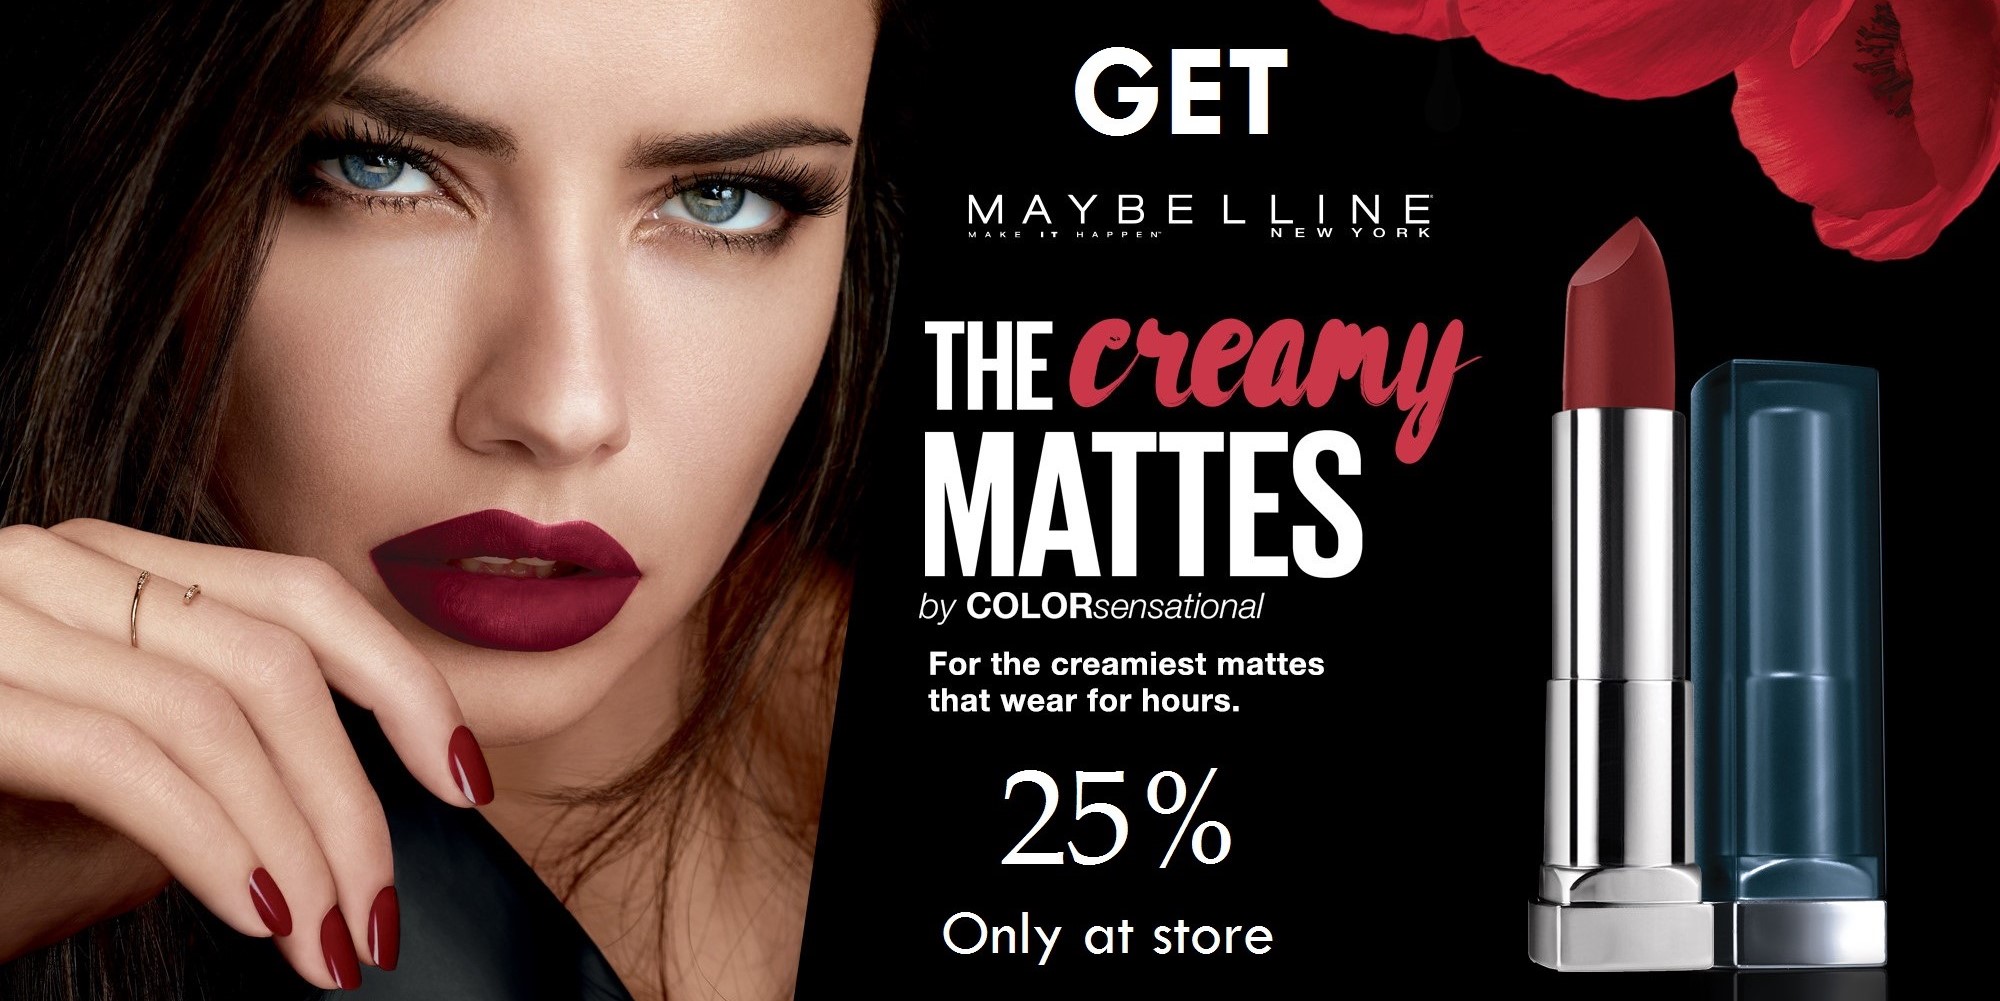 GET
MAYBELLINE
MAKE IT HAPPEN™ NEW YORK
THE creamy
MATTES
by COLORsensational
For the creamiest mattes
that wear for hours.
25%
Only at store